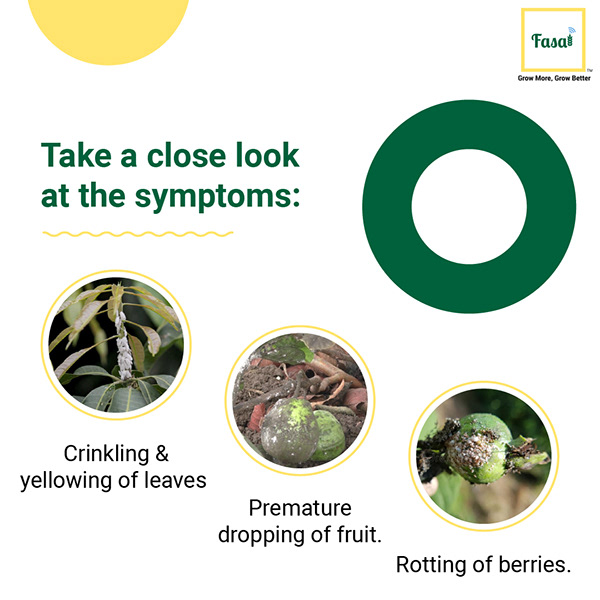 Fasal
TM
Grow More, Grow Better
Take a close look
at the symptoms:
Crinkling &
yellowing of leaves
Premature
dropping of fruit.
Rotting of berries.